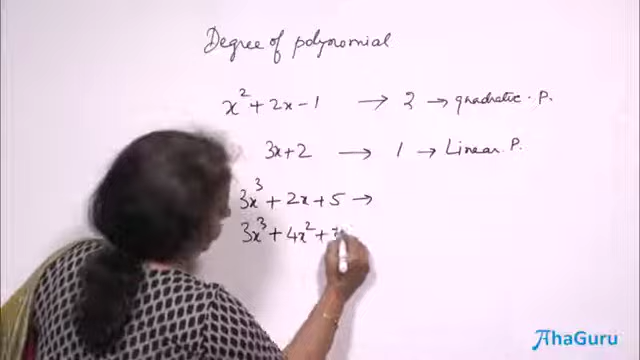 Degree of polynomial
x² + 2x - 1 → 2 → quadratic. P.
3x + 2 → 1 → Linear P.
3x³ + 2x + 5 →
3x³ + 4x² +
AhaGuru